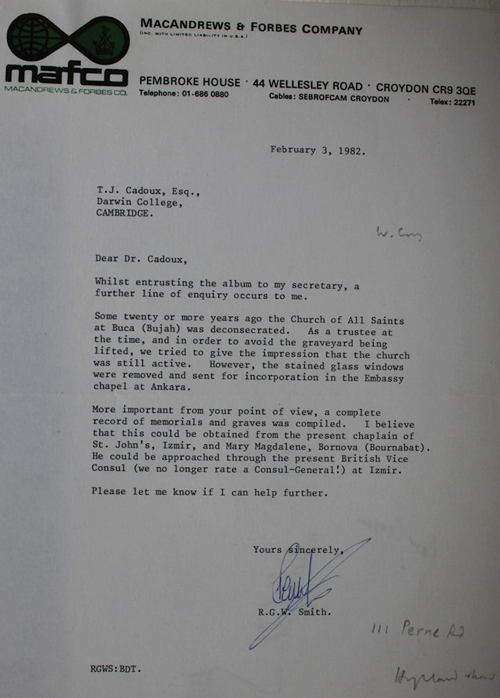 MACANDREWS & FORBES COMPANY
(INC. WITH LIMITED LIABILITY IN U.S.A.)
mafco
MACANDREWS & FORBES CO.
PEMBROKE HOUSE · 44 WELLESLEY ROAD · CROYDON CR9 3QE
Telephone: 01-686 0880 Cables: SEBROFCAM CROYDON · Telex: 22271
February 3, 1982.
T.J. Cadoux, Esq.,
Darwin College,
CAMBRIDGE.
Dear Dr. Cadoux,
Whilst entrusting the album to my secretary, a
further line of enquiry occurs to me.
Some twenty or more years ago the Church of All Saints
at Buca (Bujah) was deconsecrated. As a trustee at
the time, and in order to avoid the graveyard being
lifted, we tried to give the impression that the church
was still active. However, the stained glass windows
were removed and sent for incorporation in the Embassy
chapel at Ankara.
More important from your point of view, a complete
record of memorials and graves was compiled. I believe
that this could be obtained from the present chaplain of
St. John's, Izmir, and Mary Magdalene, Bornova (Bournabat).
He could be approached through the present British Vice
Consul (we no longer rate a Consul-General!) at Izmir.
Please let me know if I can help further.
Yours sincerely,
R.G.W. Smith.
111 Perne Rd
RGWS:BDT.